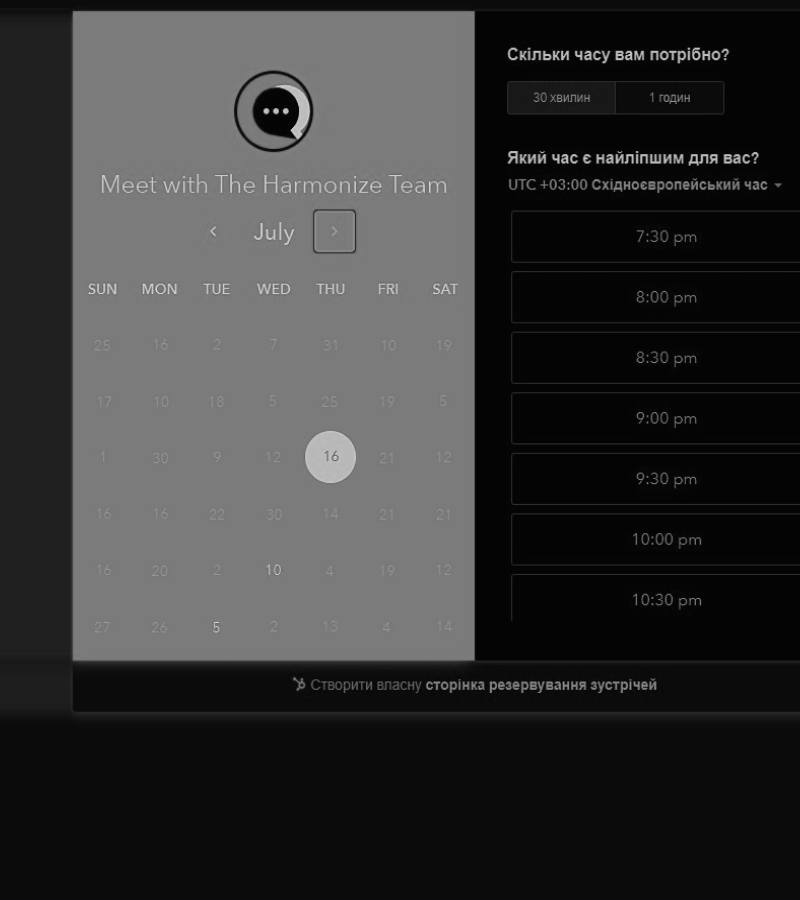 Meet with The Harmonize Team
July
SUN MON TUE WED THU FRI SAT
25 16 2 7 31 10 19
17 10 18 5 25 19 5
1 30 9 12 16 21 12
16 16 22 30 14 21 21
16 20 2 10 4 19 12
27 26 5 2 13 4 14
Скільки часу вам потрібно?
30 хвилин 1 годин
Який час є найліпшим для вас?
UTC +03:00 Східноєвропейський час
7:30 pm
8:00 pm
8:30 pm
9:00 pm
9:30 pm
10:00 pm
10:30 pm
Створити власну сторінка резервування зустрічей